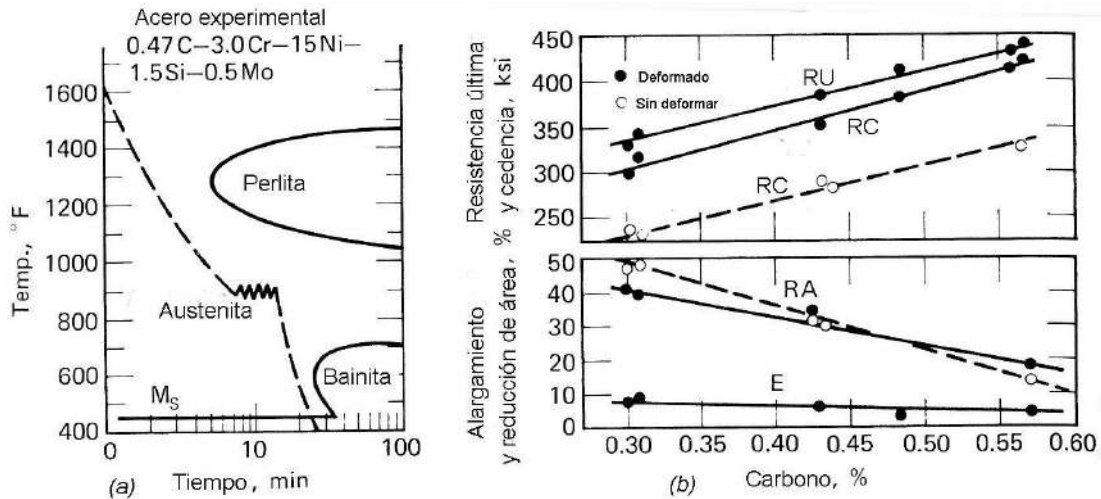 Acero experimental
0.47C–3.0Cr–15Ni–
1.5Si–0.5Mo
Temp., °F
1600
1400
1200
1000
800
600
400
Perlita
Austenita
Bainita
Ms
0
10
100
(a)
Tiempo, min
Resistencia última
y cedencia, ksi
450
400
350
300
250
Deformado
Sin deformar
RU
RC
RC
Alargamiento
y reducción de área, %
50
40
30
20
10
0
RA
E
0.30
0.35
0.40
0.45
0.50
0.55
0.60
(b)
Carbono, %